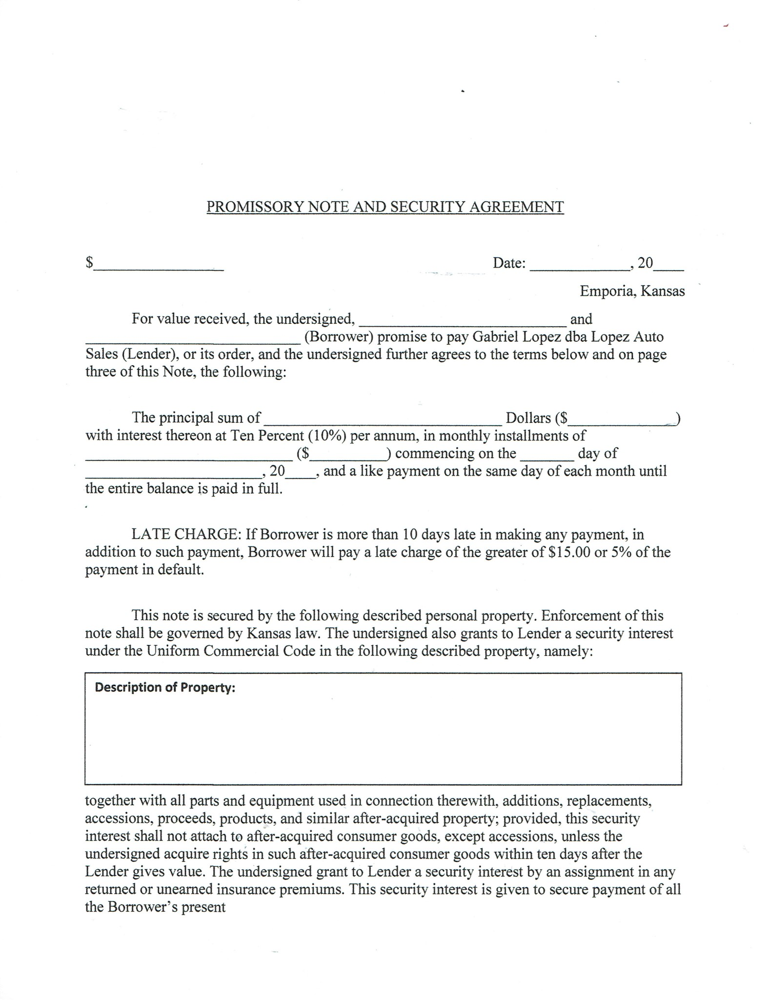 PROMISSORY NOTE AND SECURITY AGREEMENT
$_________________ Date: _____________, 20____
Emporia, Kansas
For value received, the undersigned, ___________________________ and
____________________________ (Borrower) promise to pay Gabriel Lopez dba Lopez Auto
Sales (Lender), or its order, and the undersigned further agrees to the terms below and on page
three of this Note, the following:
The principal sum of _______________________________ Dollars ($______________)
with interest thereon at Ten Percent (10%) per annum, in monthly installments of
___________________________ ($__________) commencing on the _______ day of
_______________________, 20____, and a like payment on the same day of each month until
the entire balance is paid in full.
LATE CHARGE: If Borrower is more than 10 days late in making any payment, in
addition to such payment, Borrower will pay a late charge of the greater of $15.00 or 5% of the
payment in default.
This note is secured by the following described personal property. Enforcement of this
note shall be governed by Kansas law. The undersigned also grants to Lender a security interest
under the Uniform Commercial Code in the following described property, namely:
Description of Property:
together with all parts and equipment used in connection therewith, additions, replacements,
accessions, proceeds, products, and similar after-acquired property; provided, this security
interest shall not attach to after-acquired consumer goods, except accessions, unless the
undersigned acquire rights in such after-acquired consumer goods within ten days after the
Lender gives value. The undersigned grant to Lender a security interest by an assignment in any
returned or unearned insurance premiums. This security interest is given to secure payment of all
the Borrower's present